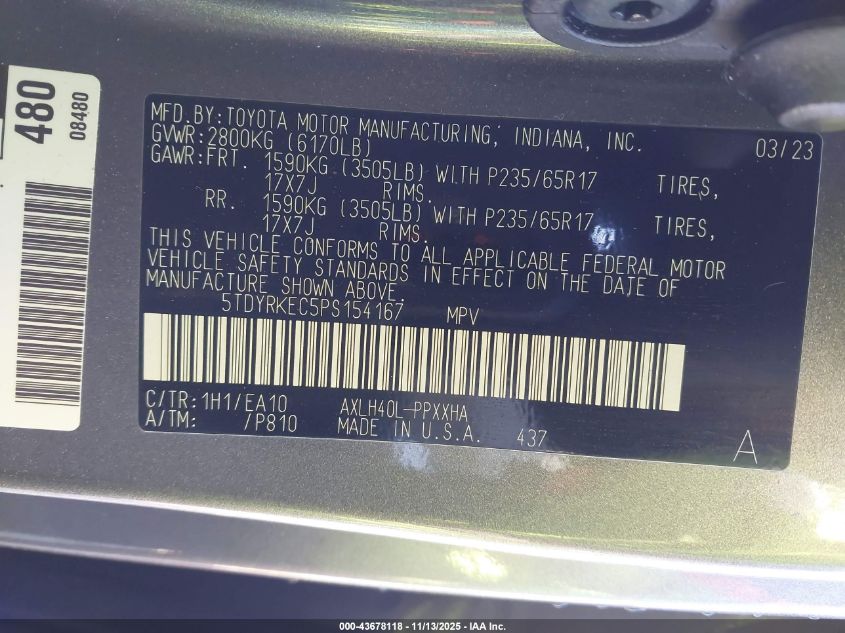 480
08480
MFD.BY:TOYOTA MOTOR MANUFACTURING, INDIANA, INC. 03/23
GVWR:2800KG (6170LB)
GAWR:FRT. 1590KG (3505LB) WITH P235/65R17 TIRES,
17X7J RIMS.
RR. 1590KG (3505LB) WITH P235/65R17 TIRES,
17X7J RIMS.
THIS VEHICLE CONFORMS TO ALL APPLICABLE FEDERAL MOTOR
VEHICLE SAFETY STANDARDS IN EFFECT ON THE DATE OF
MANUFACTURE SHOWN ABOVE.
5TDYRKEC5PS154167 MPV
C/TR:1H1/EA10 AXLH40L-PPXXHA
A/TM: /P810 MADE IN U.S.A. 437
A
000-43678118 - 11/13/2025 - IAA Inc.